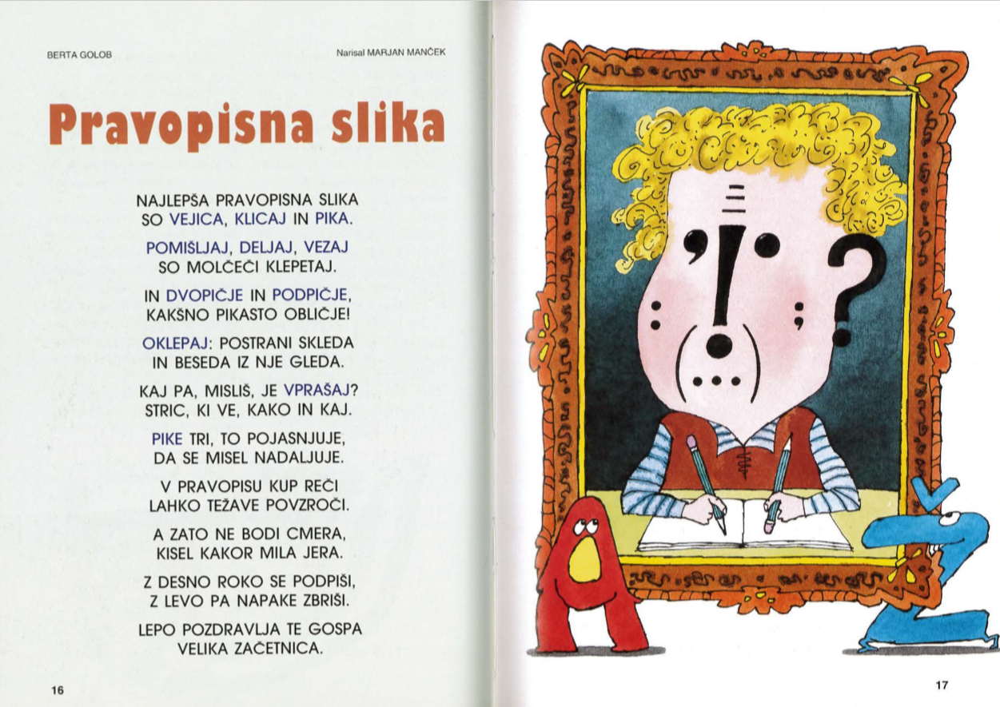 BERTA GOLOB
Narisal MARJAN MANČEK
Pravopisna slika
NAJLEPŠA PRAVOPISNA SLIKA
SO VEJICA, KLICAJ IN PIKA.
POMIŠLJAJ, DELJAJ, VEZAJ
SO MOLČEČI KLEPETAJ.
IN DVOPIČJE IN PODPIČJE,
KAKŠNO PIKASTO OBLIČJE!
OKLEPAJ: POSTRANI SKLEDA
IN BESEDA IZ NJE GLEDA.
KAJ PA, MISLIŠ, JE VPRAŠAJ?
STRIC, KI VE, KAKO IN KAJ.
PIKE TRI, TO POJASNJUJE,
DA SE MISEL NADALJUJE.
V PRAVOPISU KUP REČI
LAHKO TEŽAVE POVZROČI.
A ZATO NE BODI CMERA,
KISEL KAKOR MILA JERA.
Z DESNO ROKO SE PODPIŠI,
Z LEVO PA NAPAKE ZBRIŠI.
LEPO POZDRAVLJA TE GOSPA
VELIKA ZAČETNICA.
16
17